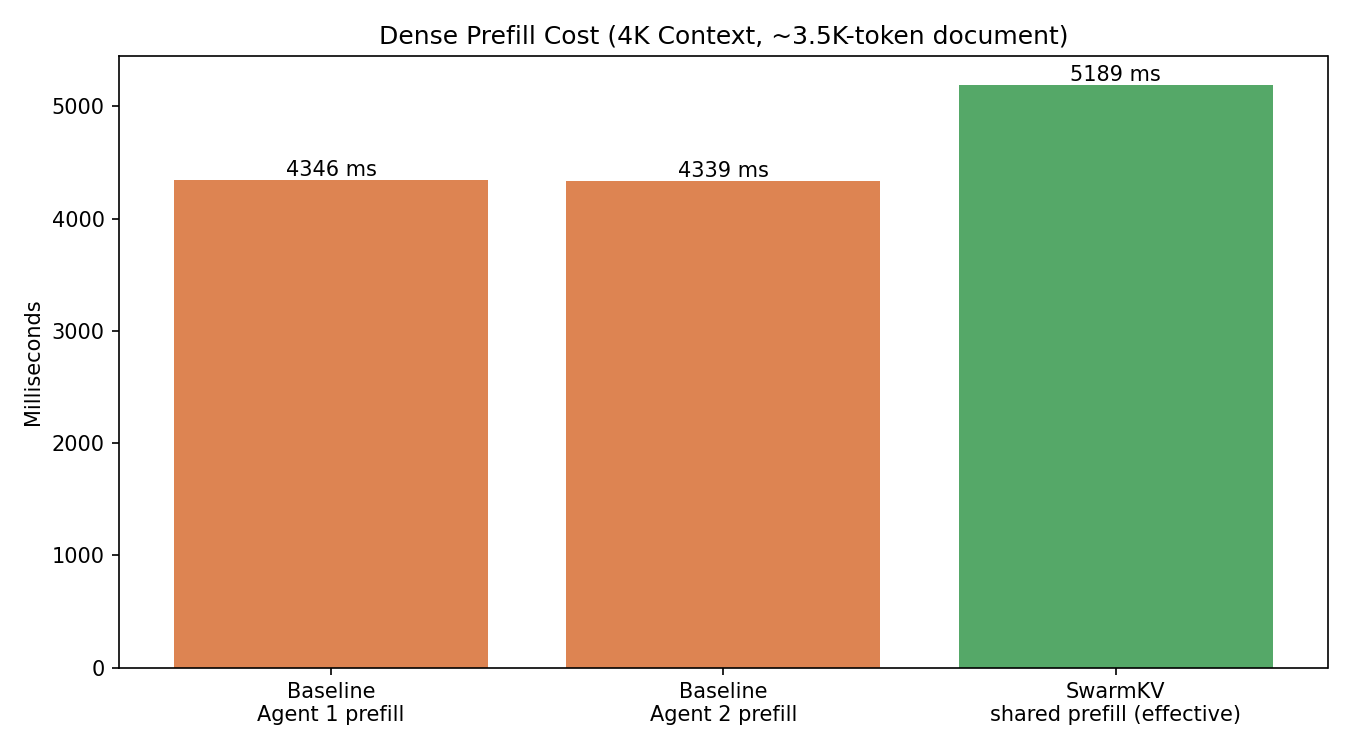 Dense Prefill Cost (4K Context, ~3.5K-token document)
5189 ms
4346 ms
4339 ms
5000
4000
3000
2000
1000
0
Milliseconds
Baseline
Agent 1 prefill
Baseline
Agent 2 prefill
SwarmKV
shared prefill (effective)